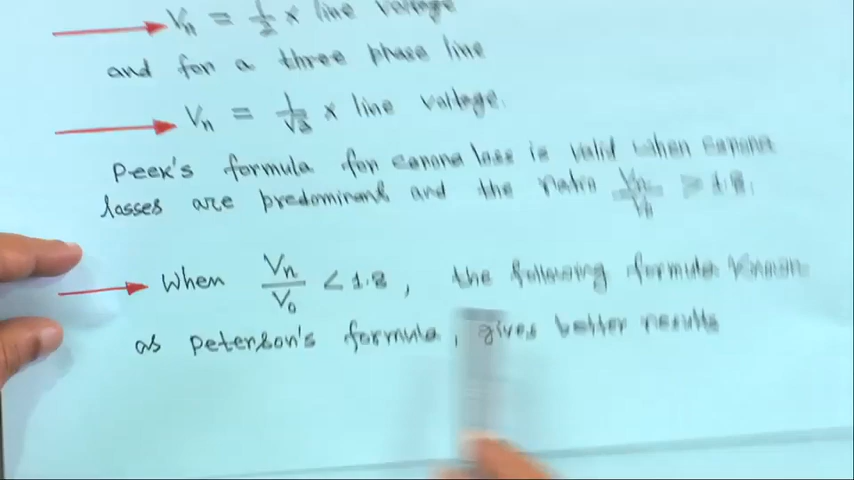 Vn = 1/2 x line voltage
and for a three phase line
Vn = 1/√3 x line voltage.
Peek's formula for corona loss is valid when corona
losses are predominant and the ratio > 1.8.
When Vn/V0 < 1.8, the following formula known
as Peterson's formula, gives better results